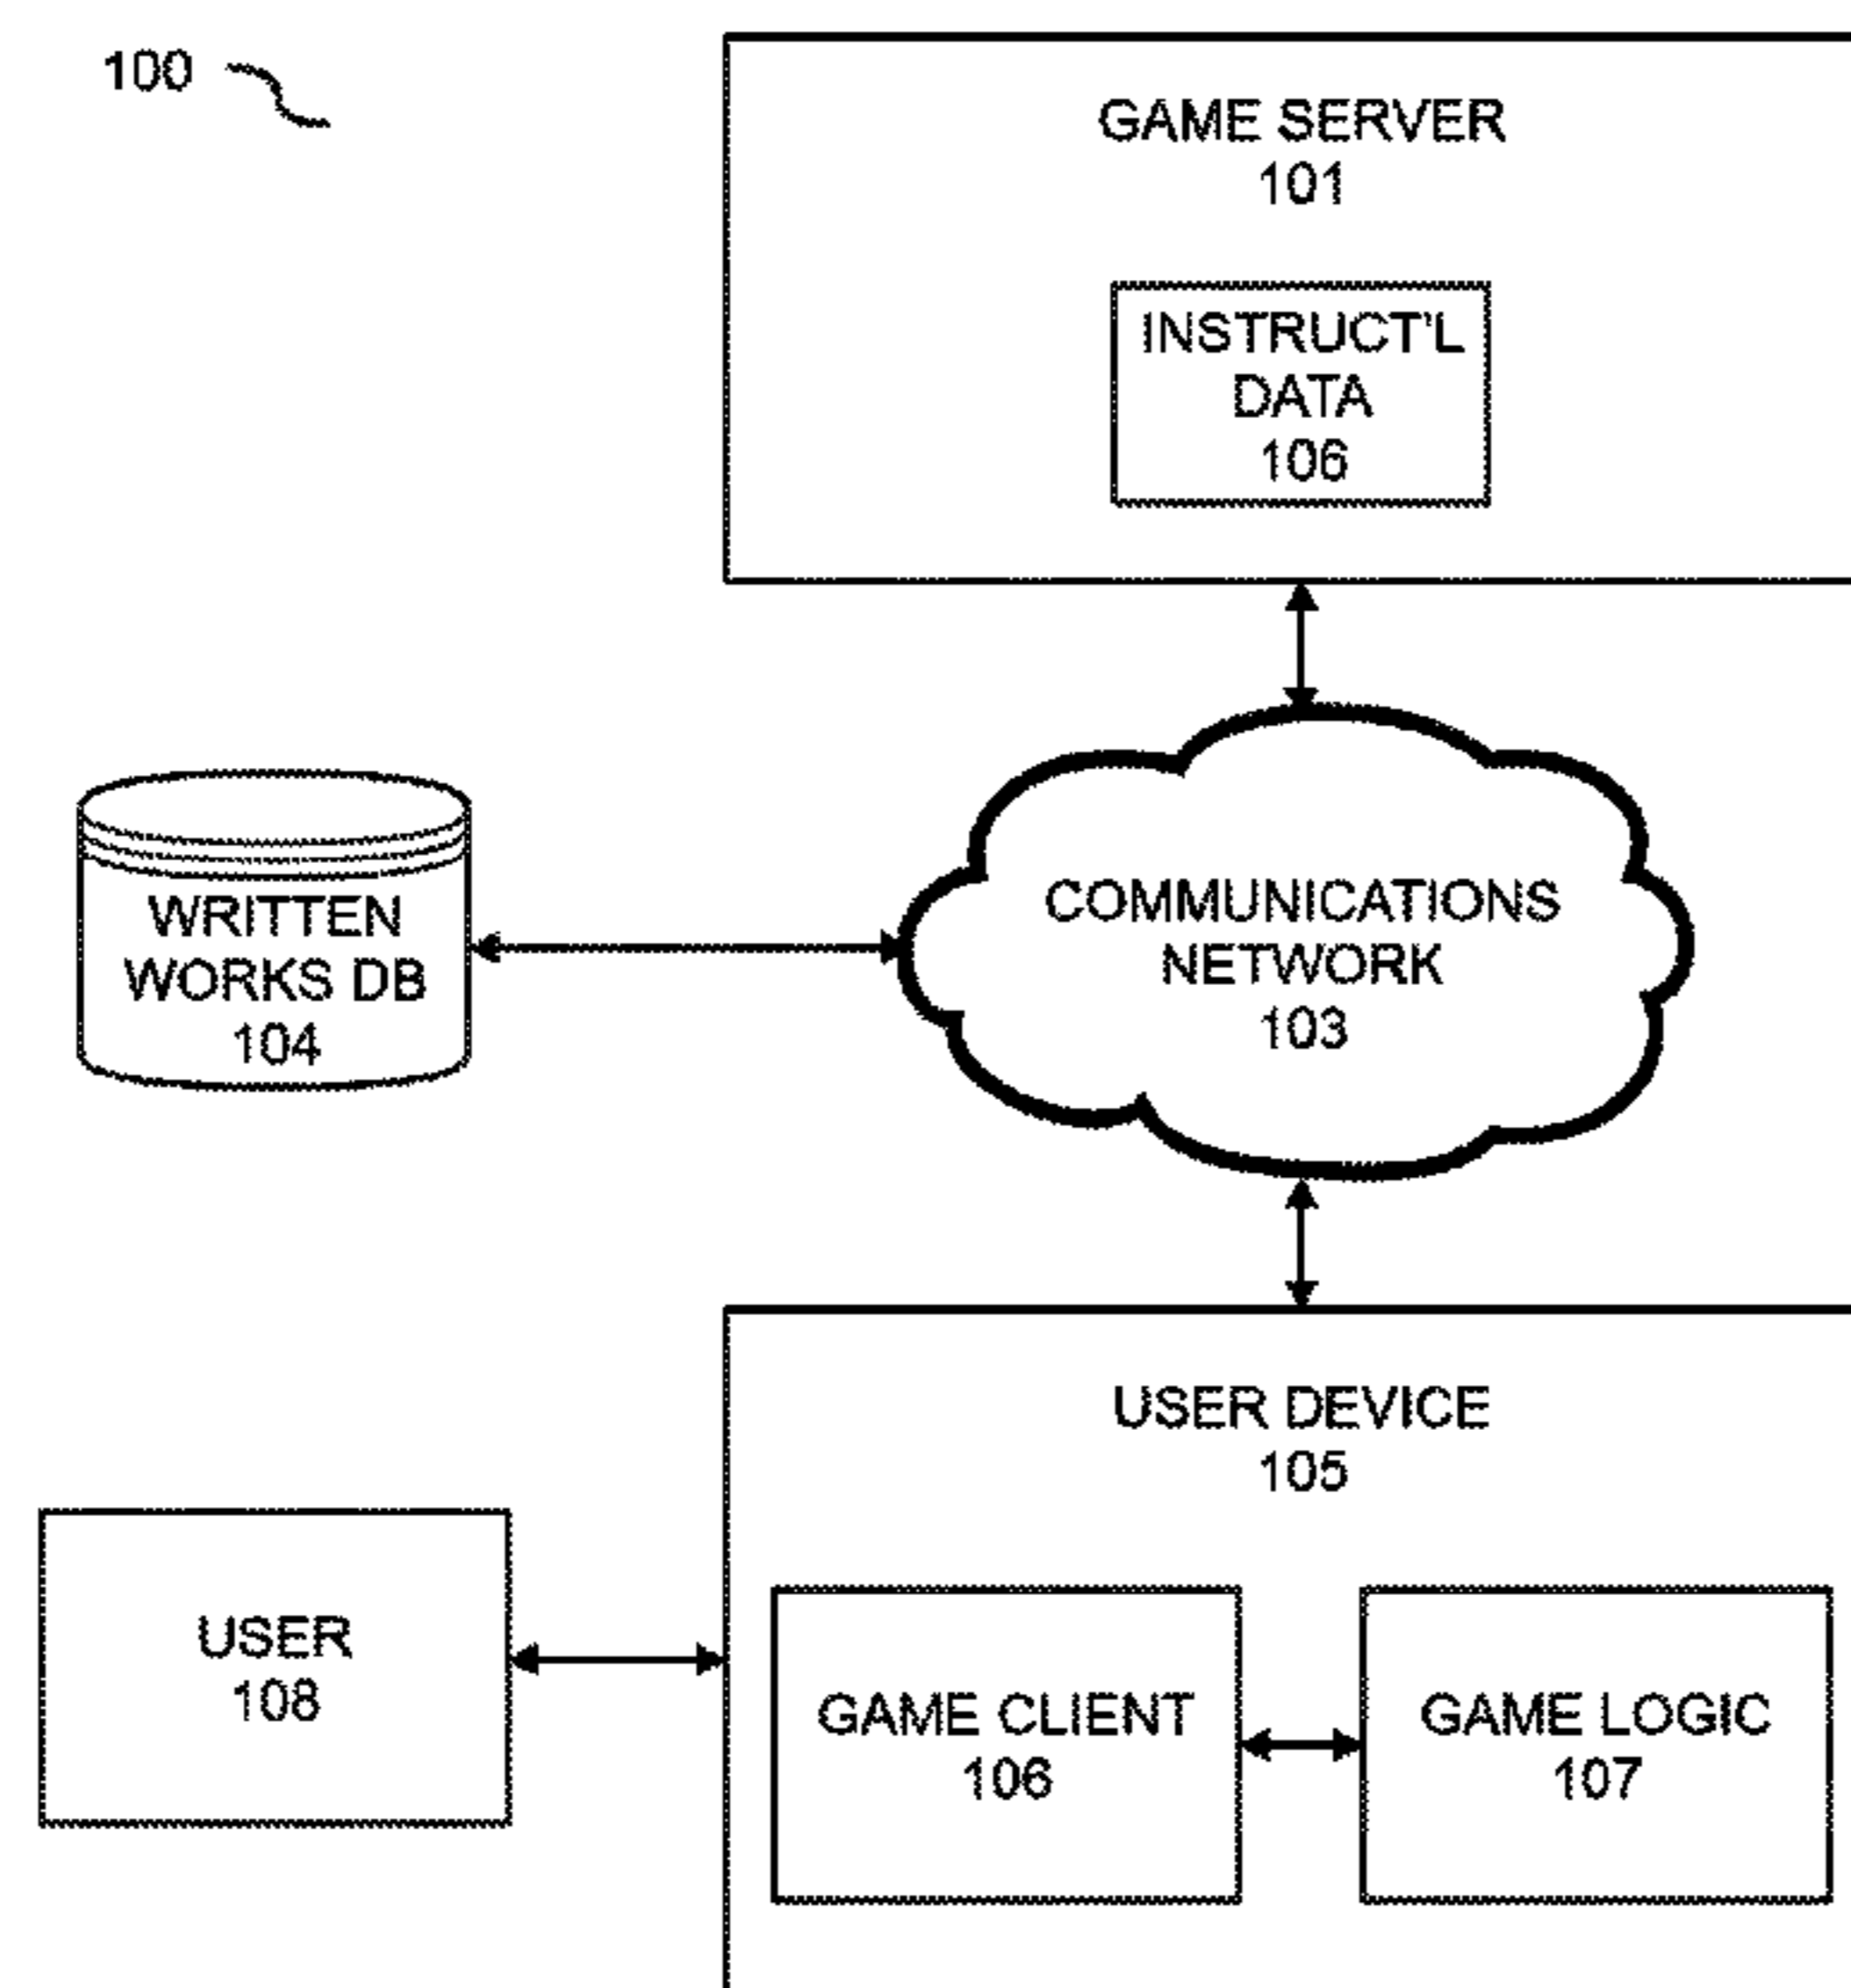 100
GAME SERVER
101
INSTRUCT'L
DATA
106
WRITTEN
WORKS DB
104
COMMUNICATIONS
NETWORK
103
USER DEVICE
105
USER
108
GAME CLIENT
106
GAME LOGIC
107